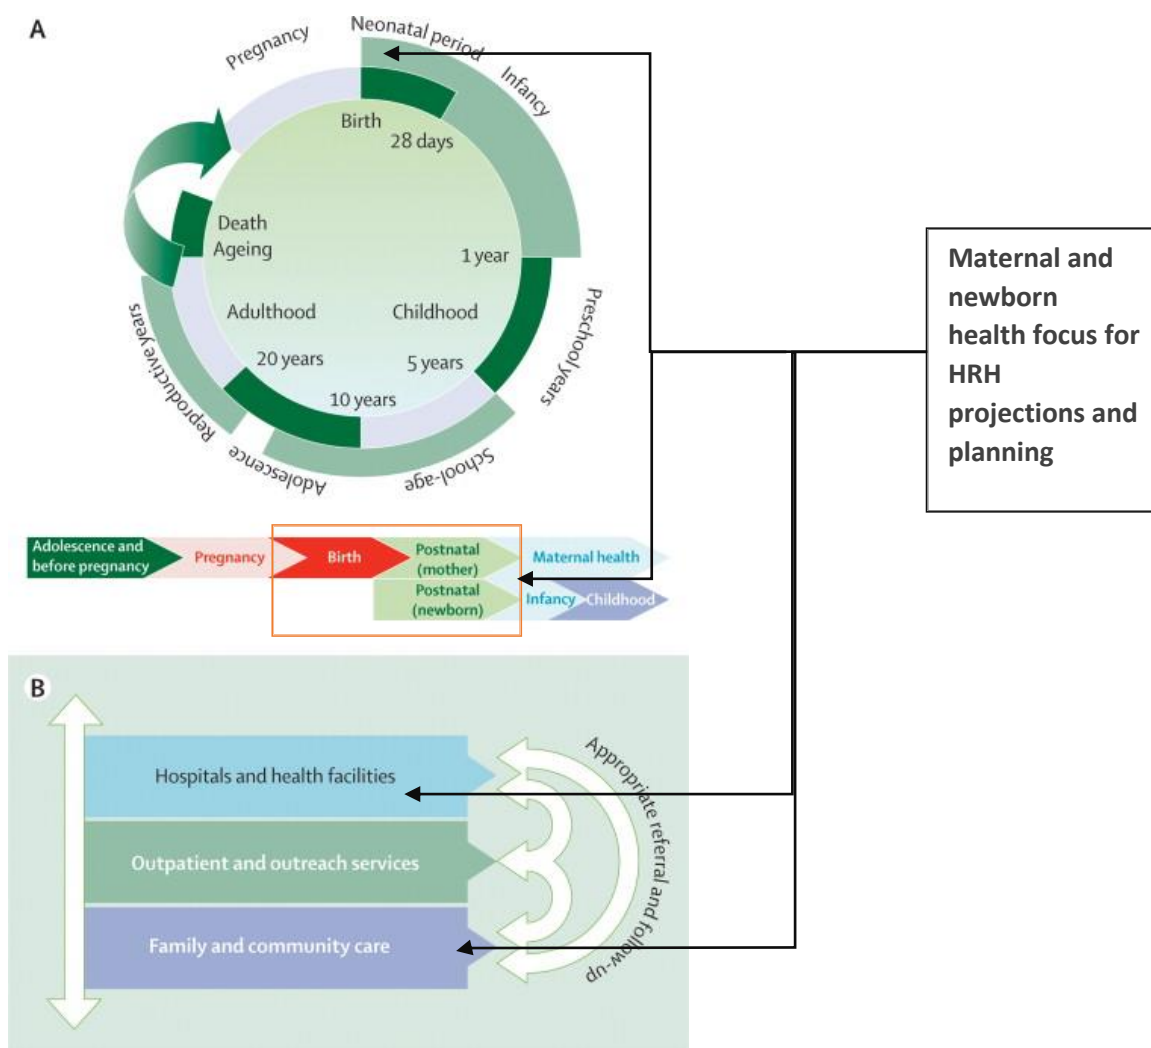 A
Pregnancy
Neonatal period
Infancy
Birth
28 days
Death
Ageing
1 year
Adulthood
Childhood
20 years
5 years
10 years
Preschool years
Reproductive years
Adolescence
School-age
Maternal and
newborn
health focus for
HRH
projections and
planning
Adolescence and
before pregnancy
Pregnancy
Birth
Postnatal
(mother)
Maternal health
Postnatal
(newborn)
Infancy
Childhood
B
Hospitals and health facilities
Outpatient and outreach services
Family and community care
Appropriate referral and follow-up